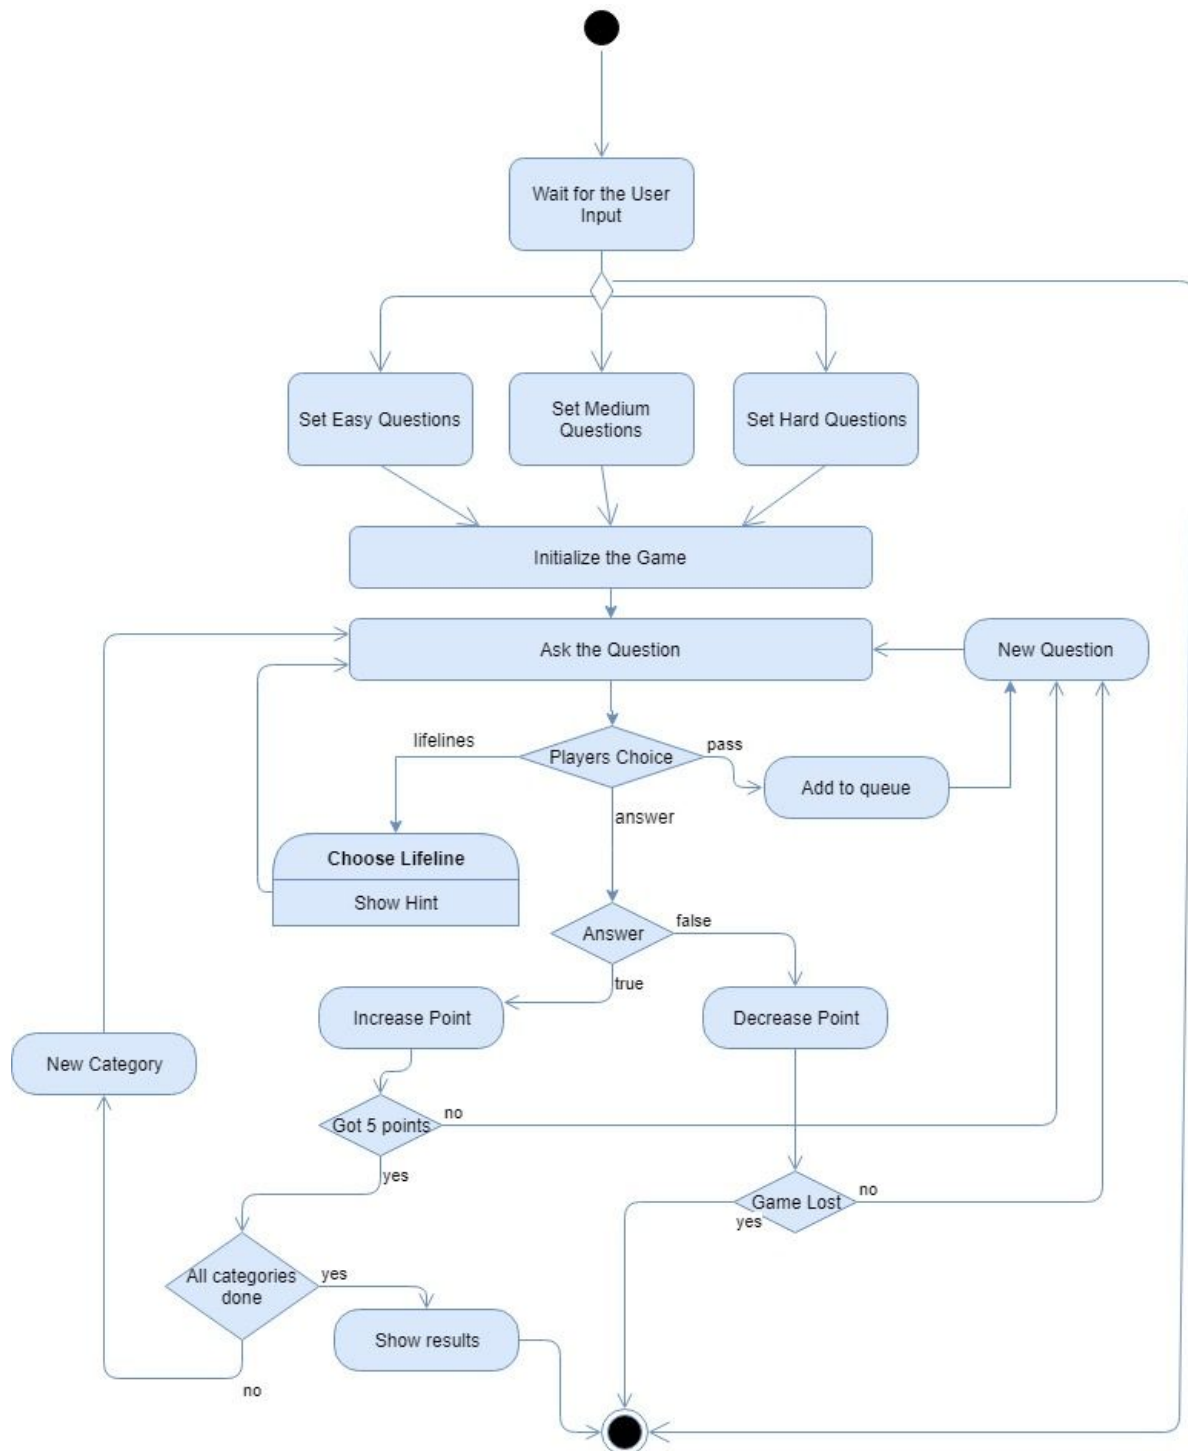 Wait for the User
Input
Set Easy Questions
Set Medium
Questions
Set Hard Questions
Initialize the Game
Ask the Question
New Question
lifelines
Players Choice
pass
Add to queue
answer
Choose Lifeline
Show Hint
Answer
false
true
Increase Point
Decrease Point
New Category
Got 5 points
no
yes
Game Lost
no
yes
All categories
done
yes
Show results
no